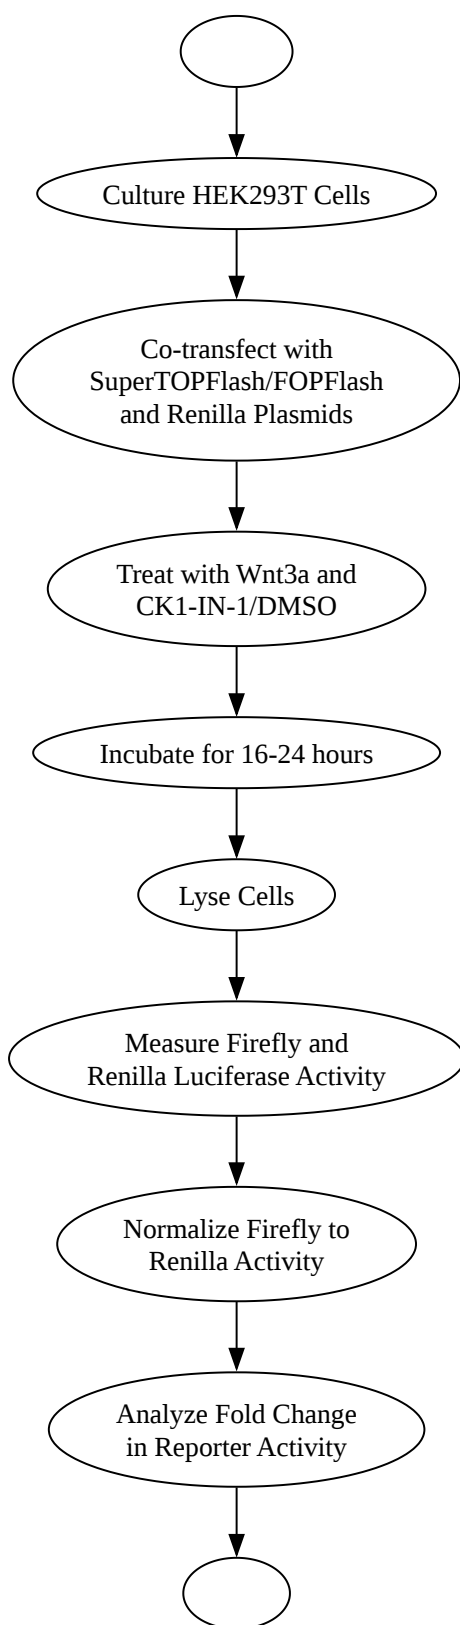 Culture HEK293T Cells
Co-transfect with
SuperTOPFlash/FOPFlash
and Renilla Plasmids
Treat with Wnt3a and
CK1-IN-1/DMSO
Incubate for 16-24 hours
Lyse Cells
Measure Firefly and
Renilla Luciferase Activity
Normalize Firefly to
Renilla Activity
Analyze Fold Change
in Reporter Activity